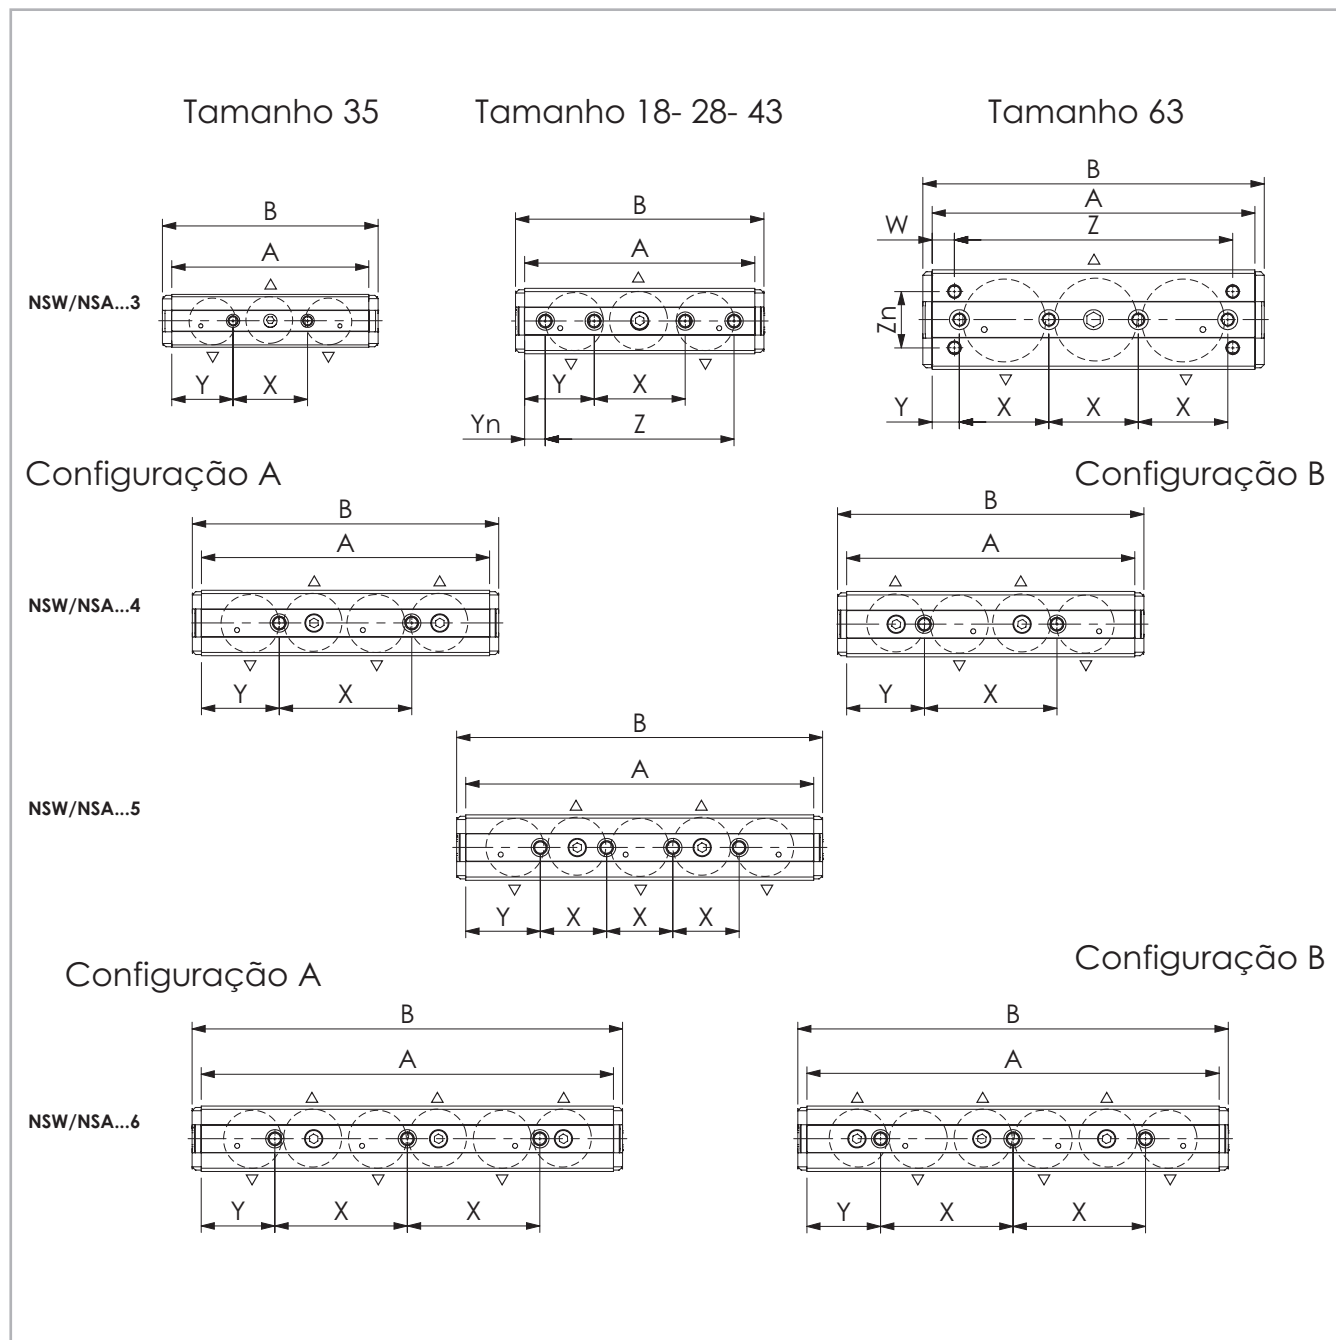 Tamanho 35
Tamanho 18- 28- 43
Tamanho 63
B
A
Y X
B
A
Y X
Yn Z
B
A
W Z
Zn
Y X X X
NSW/NSA...3
Configuração A
Configuração B
NSW/NSA...4
B
A
Y X
B
A
Y X
NSW/NSA...5
B
A
Y X X X
Configuração A
Configuração B
NSW/NSA...6
B
A
Y X X
B
A
Y X X